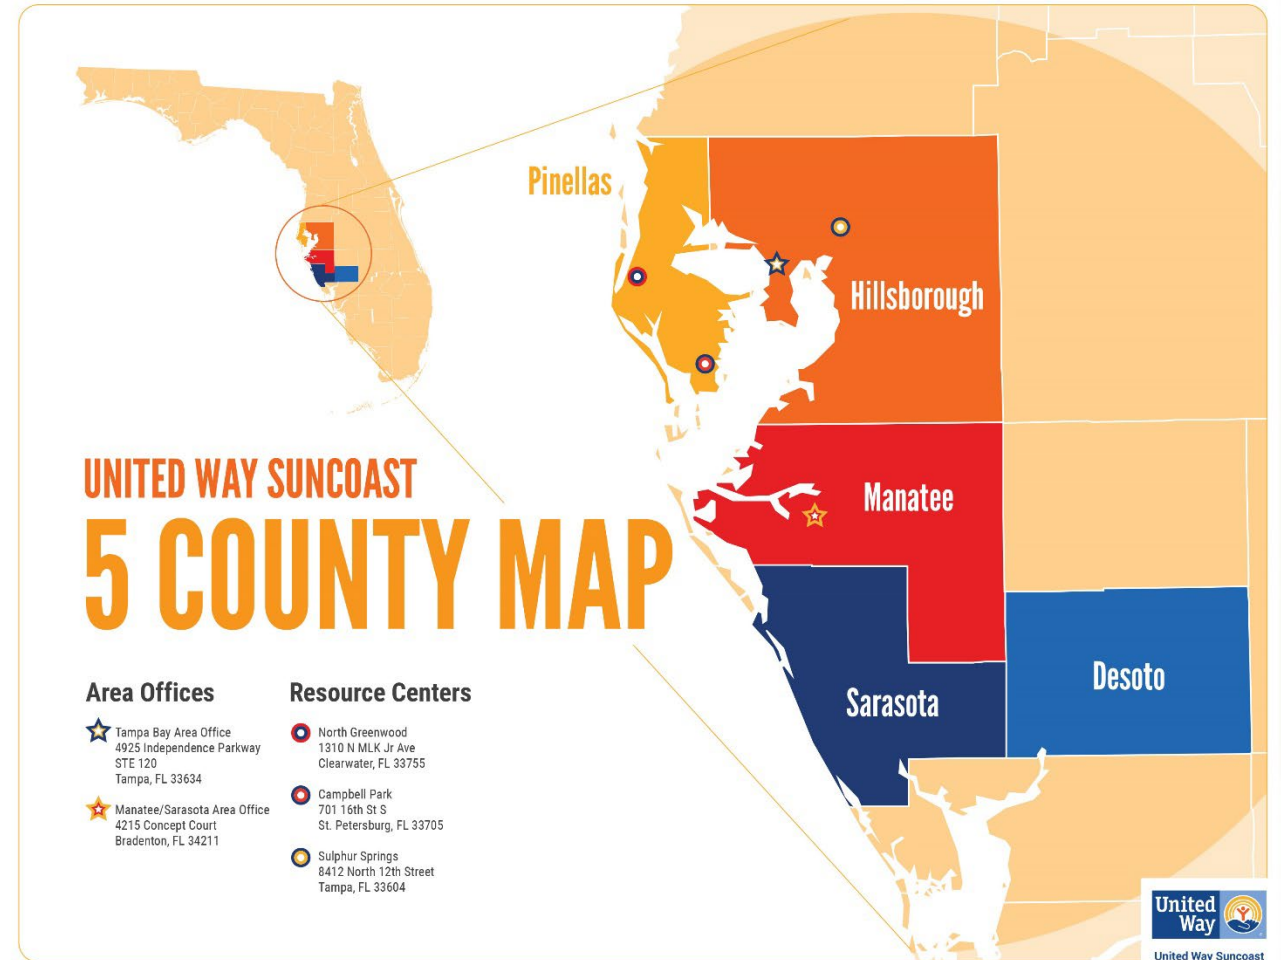 Pinellas
Hillsborough
UNITED WAY SUNCOAST
5 COUNTY MAP
Manatee
Sarasota
Desoto
Area Offices
Tampa Bay Area Office
4925 Independence Parkway
STE 120
Tampa, FL 33634
Manatee/Sarasota Area Office
4215 Concept Court
Bradenton, FL 34211
Resource Centers
North Greenwood
1310 N MLK Jr Ave
Clearwater, FL 33755
Campbell Park
701 16th St S
St. Petersburg, FL 33705
Sulphur Springs
8412 North 12th Street
Tampa, FL 33604
United
Way
United Way Suncoast